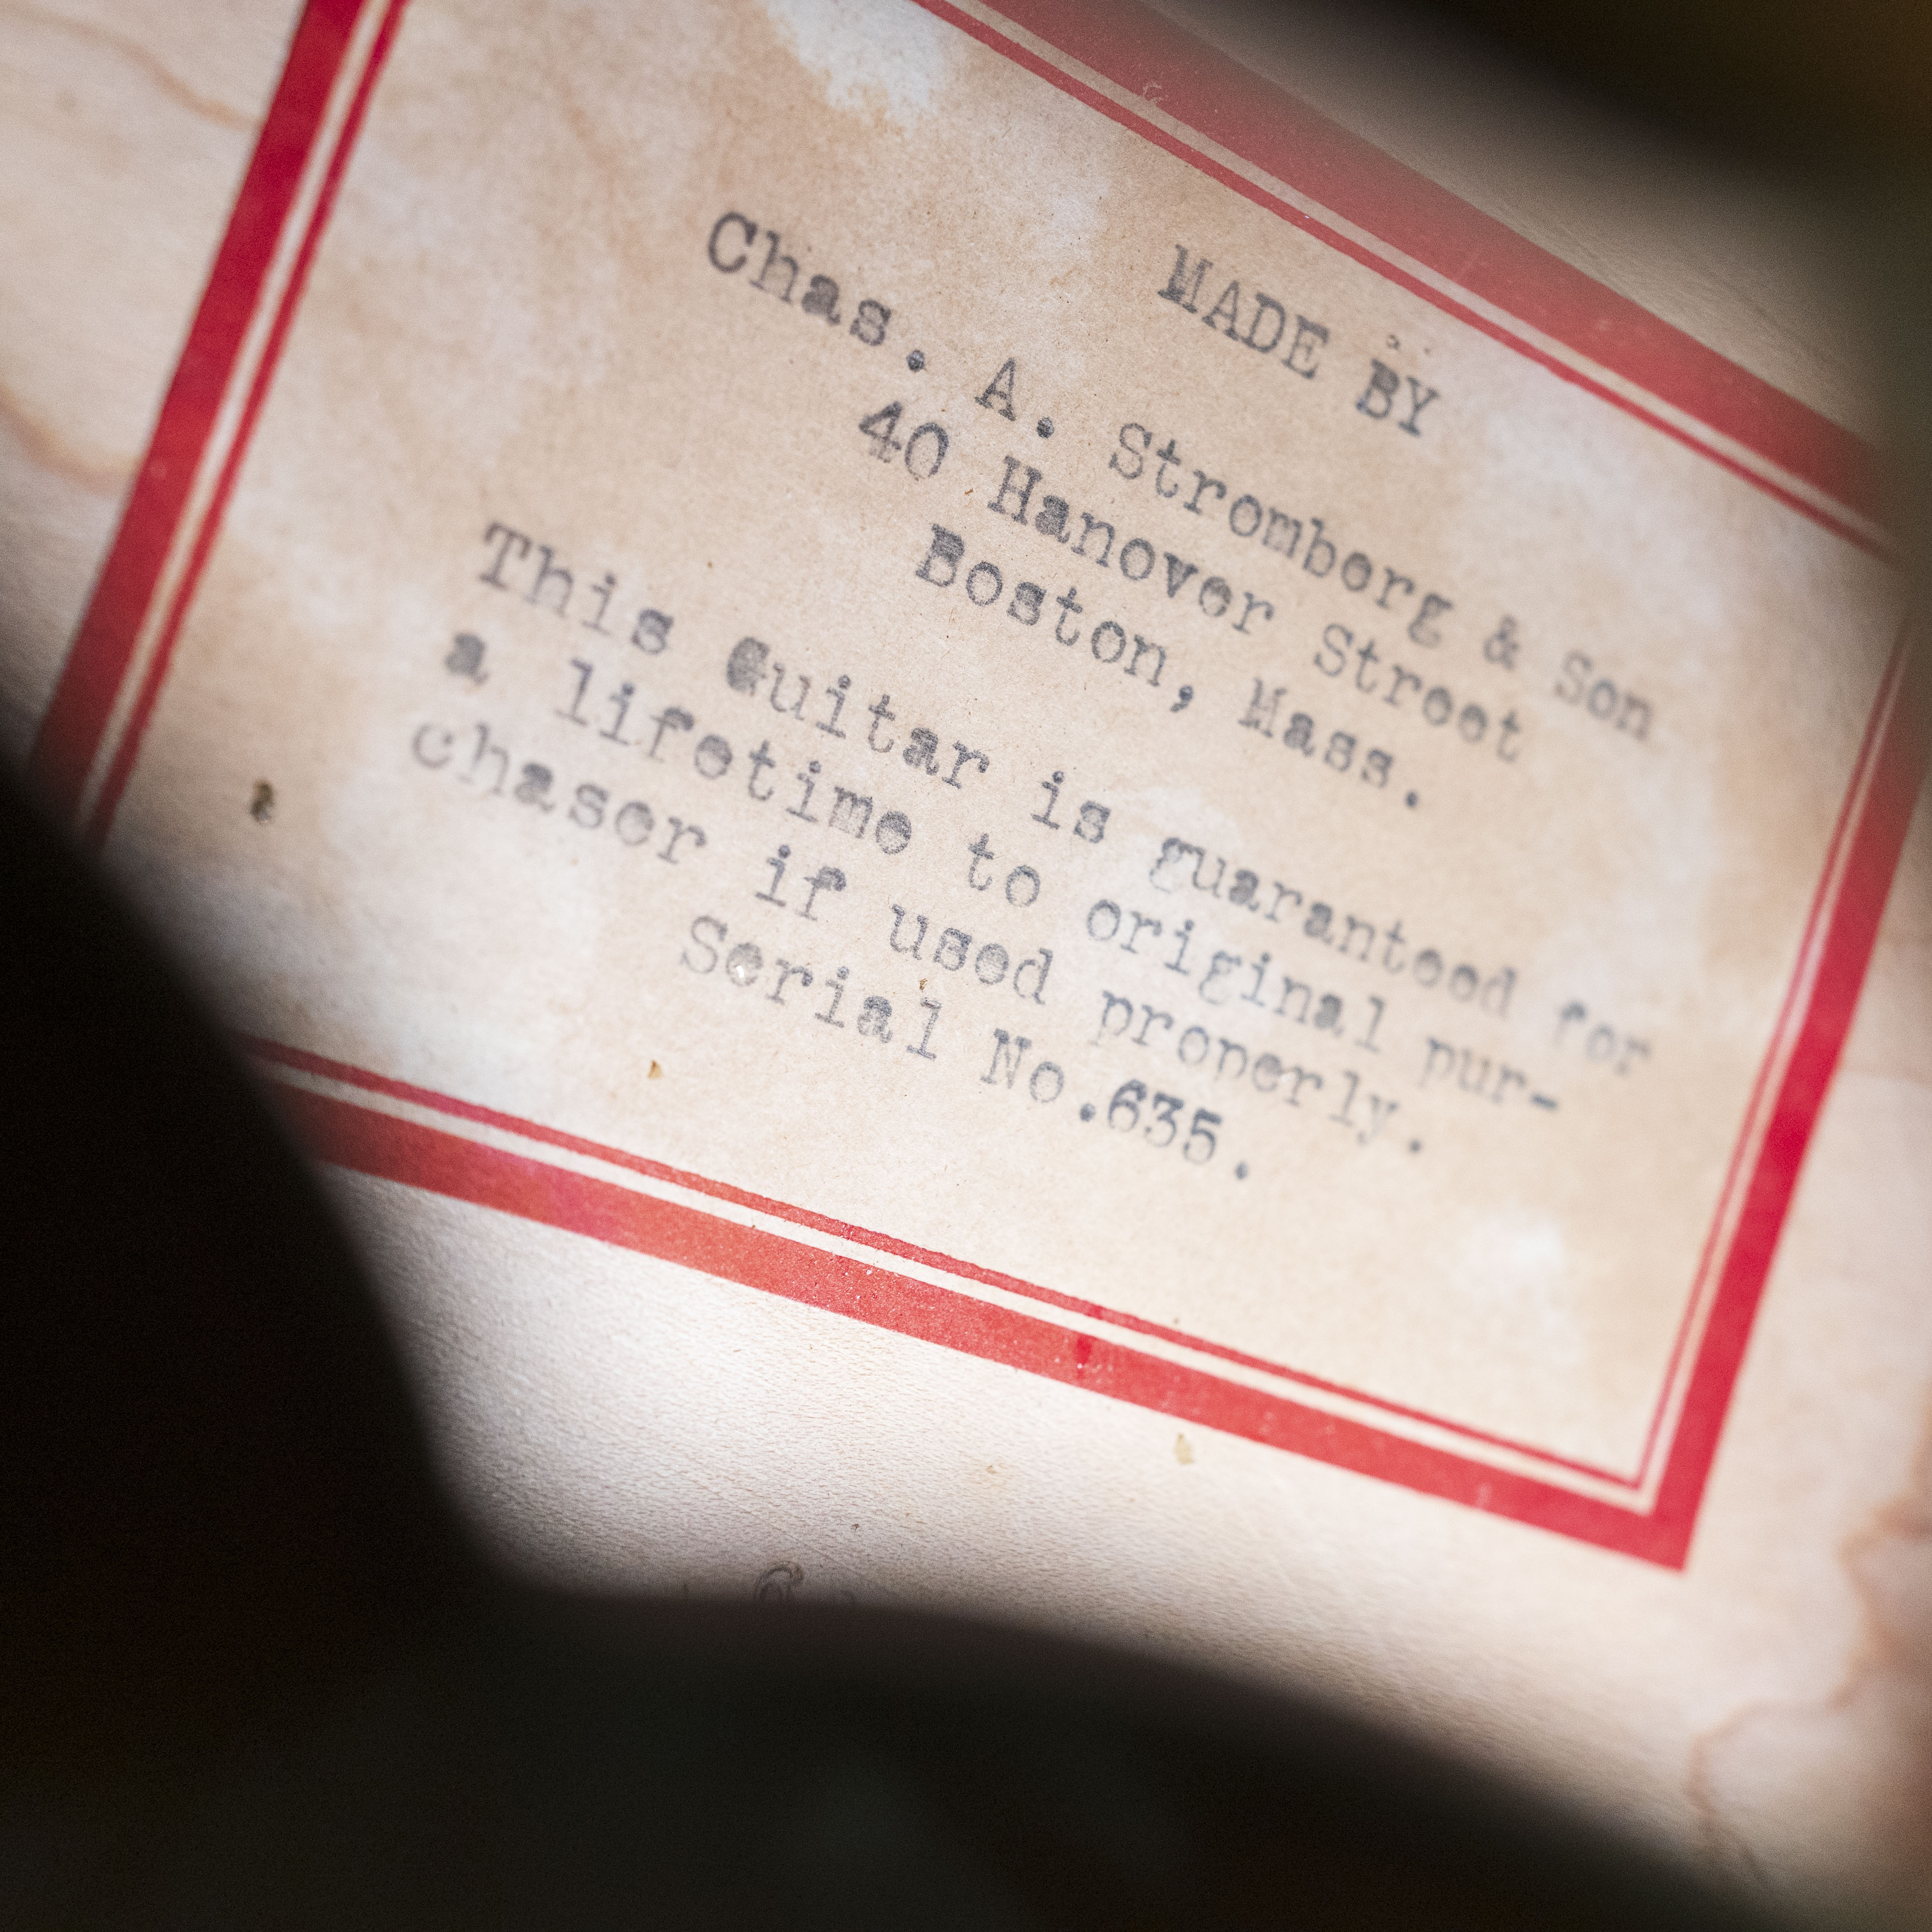 MADE BY
Chas. A. Stromberg & Son
40 Hanover Street
Boston, Mass.
This Guitar is guaranteed for
a lifetime to original pur-
chaser if used properly.
Serial No.635.